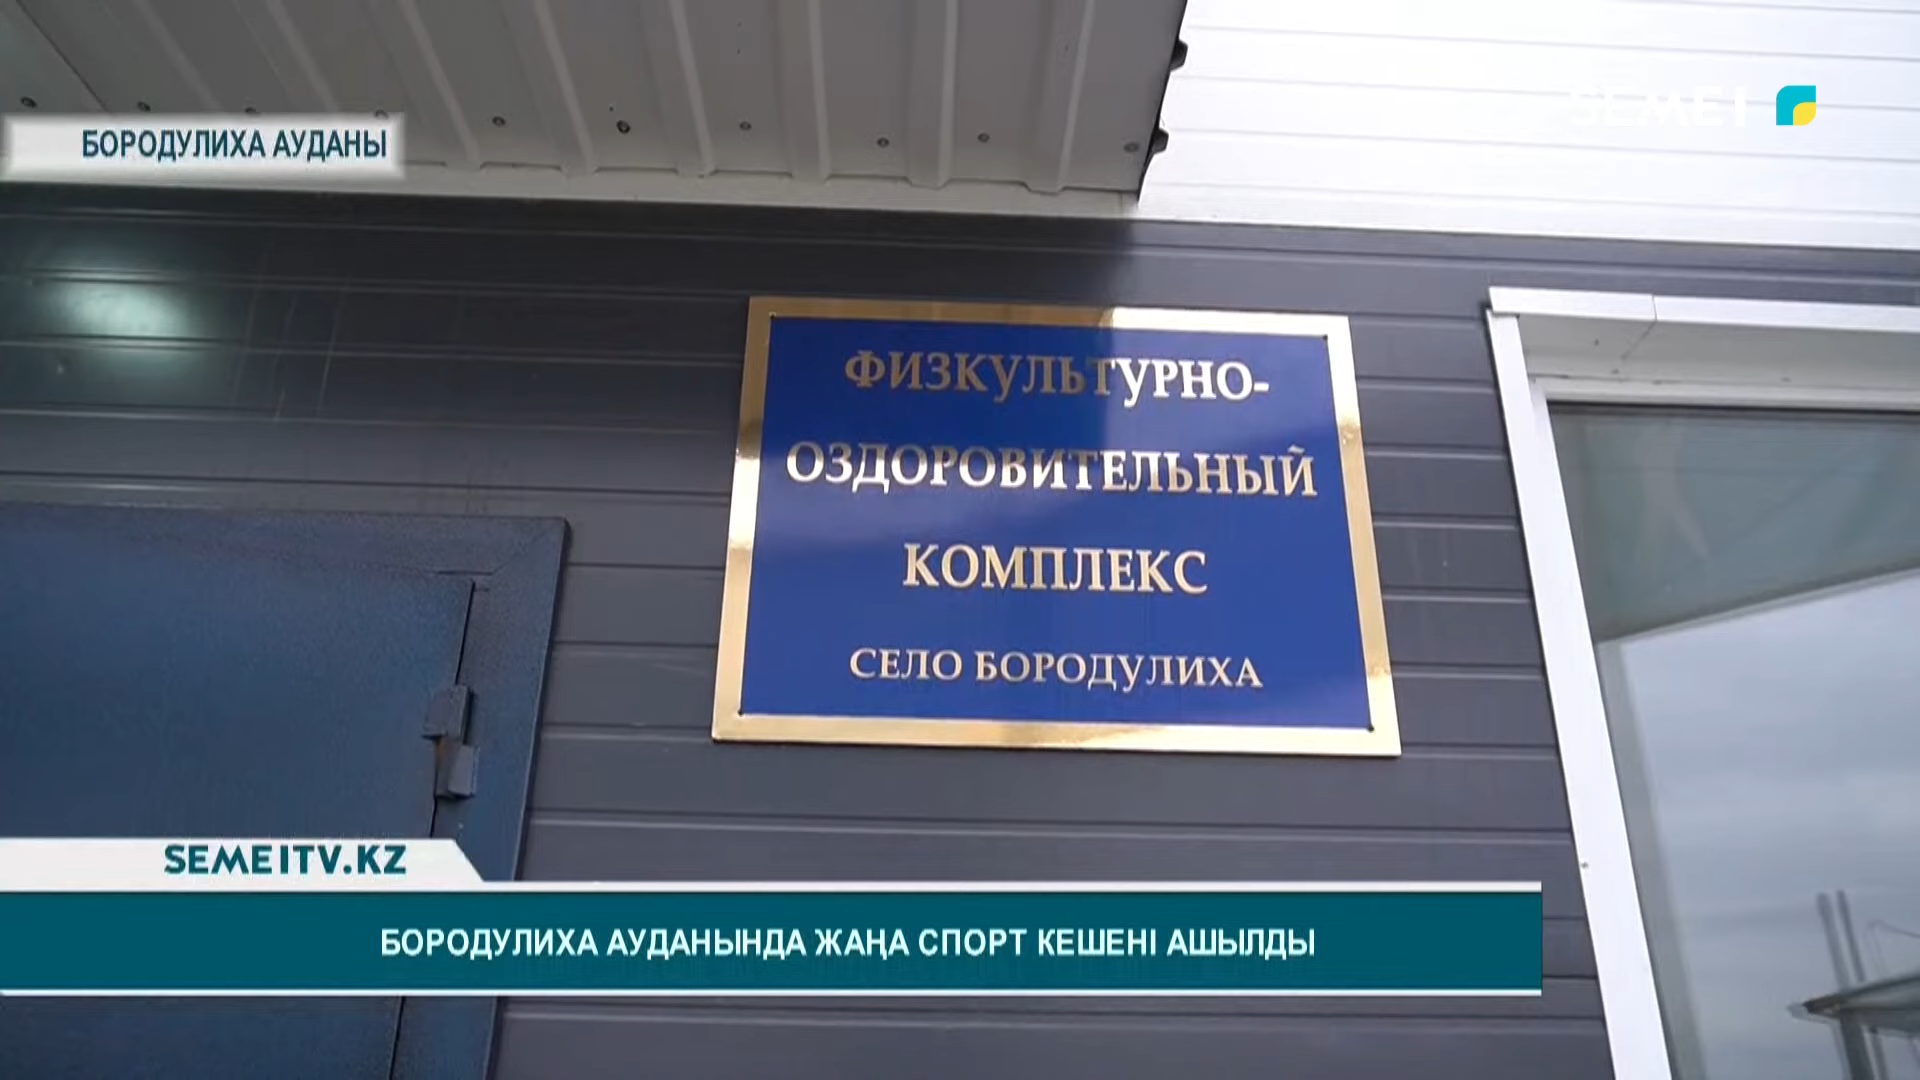 SEMEI
БОРОДУЛИХА АУДАНЫ
ФИЗКУЛЬТУРНО-
ОЗДОРОВИТЕЛЬНЫЙ
КОМПЛЕКС
СЕЛО БОРОДУЛИХА
SEMEITV.KZ
БОРОДУЛИХА АУДАНЫНДА ЖАҢА СПОРТ КЕШЕНІ АШЫЛДЫ